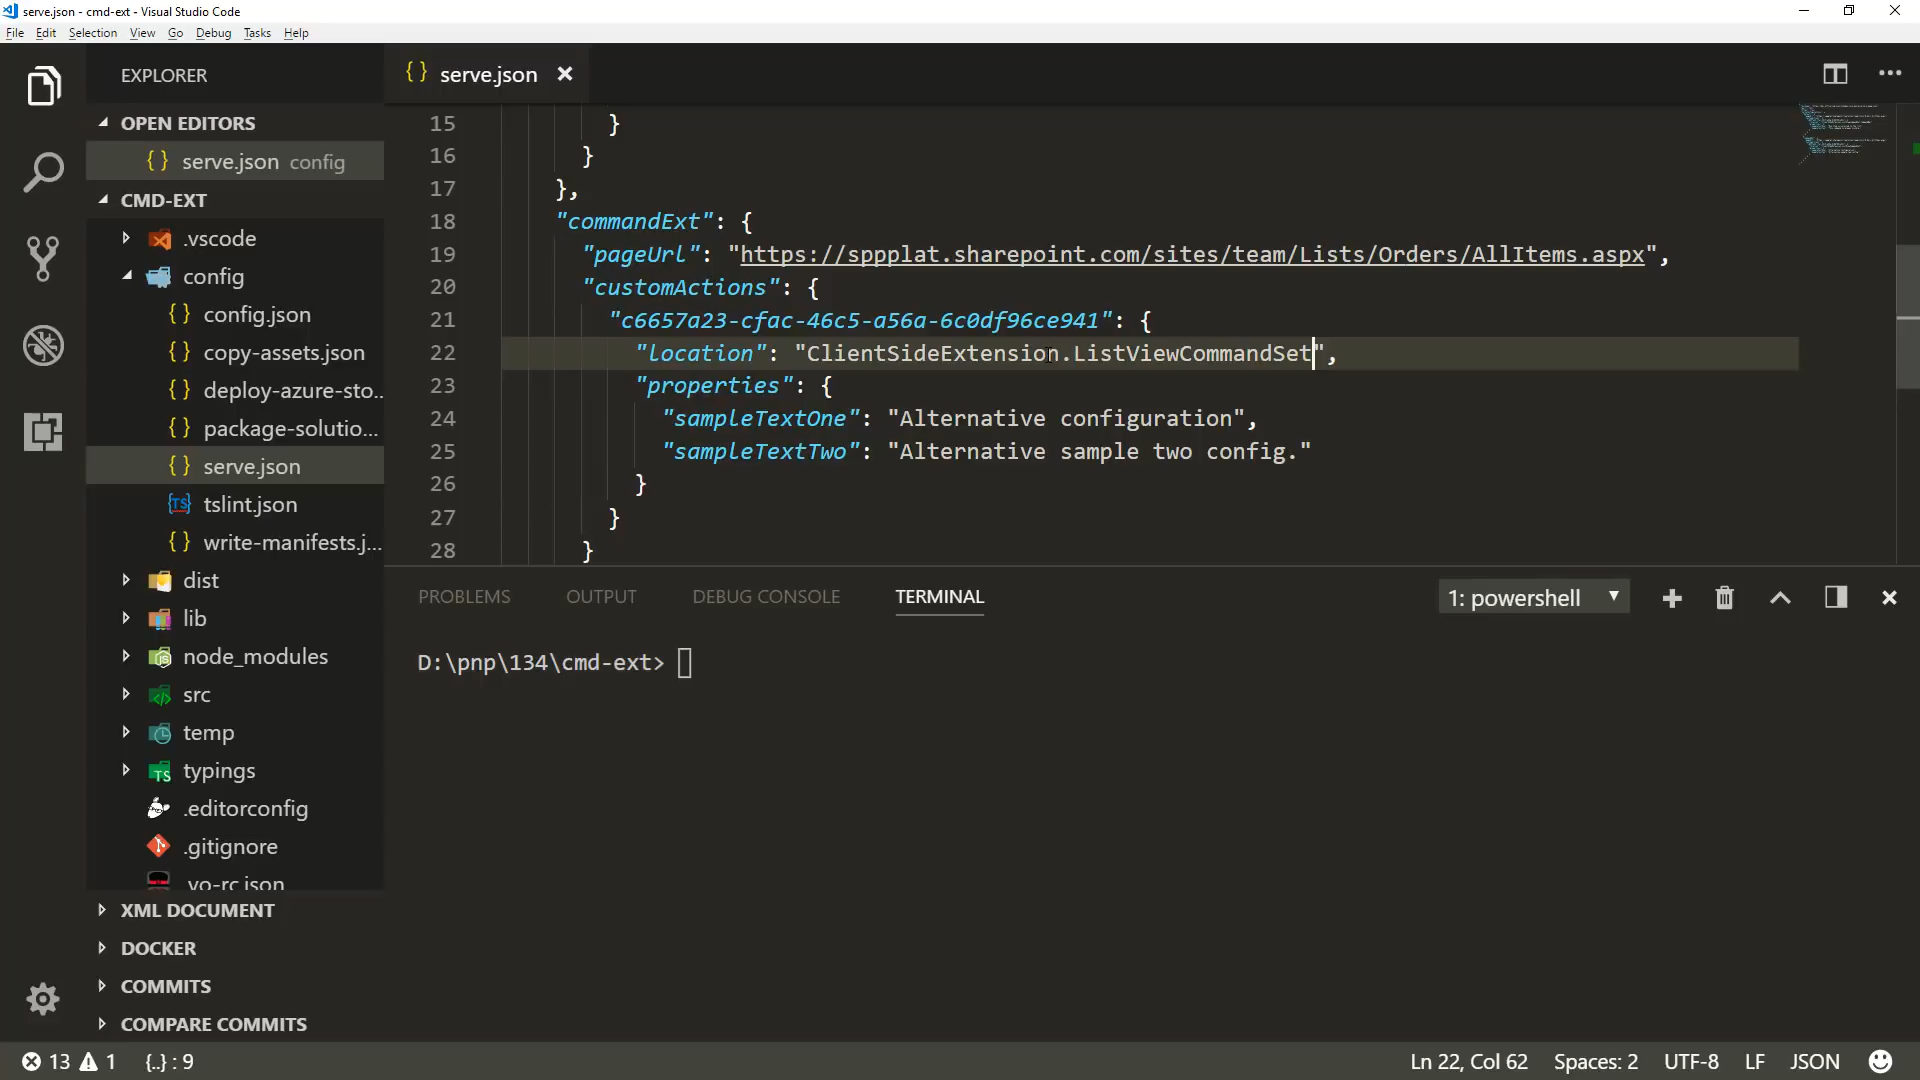 serve.json - cmd-ext - Visual Studio Code
File Edit Selection View Go Debug Tasks Help
EXPLORER
OPEN EDITORS
{ } serve.json config
CMD-EXT
.vscode
config
{ } config.json
{ } copy-assets.json
{ } deploy-azure-sto...
{ } package-solutio...
{ } serve.json
TS tslint.json
{ } write-manifests.j...
dist
lib
node_modules
src
temp
TS typings
.editorconfig
.gitignore
.yo-rc.json
XML DOCUMENT
DOCKER
COMMITS
COMPARE COMMITS
{ } serve.json
15 }
16 }
17 },
18 "commandExt": {
19 "pageUrl": "https://sppplat.sharepoint.com/sites/team/Lists/Orders/AllItems.aspx",
20 "customActions": {
21 "c6657a23-cfac-46c5-a56a-6c0df96ce941": {
22 "location": "ClientSideExtension.ListViewCommandSet",
23 "properties": {
24 "sampleTextOne": "Alternative configuration",
25 "sampleTextTwo": "Alternative sample two config."
26 }
27 }
28 }
PROBLEMS OUTPUT DEBUG CONSOLE TERMINAL 1: powershell
D:\pnp\134\cmd-ext>
13 1 {..} : 9 Ln 22, Col 62 Spaces: 2 UTF-8 LF JSON